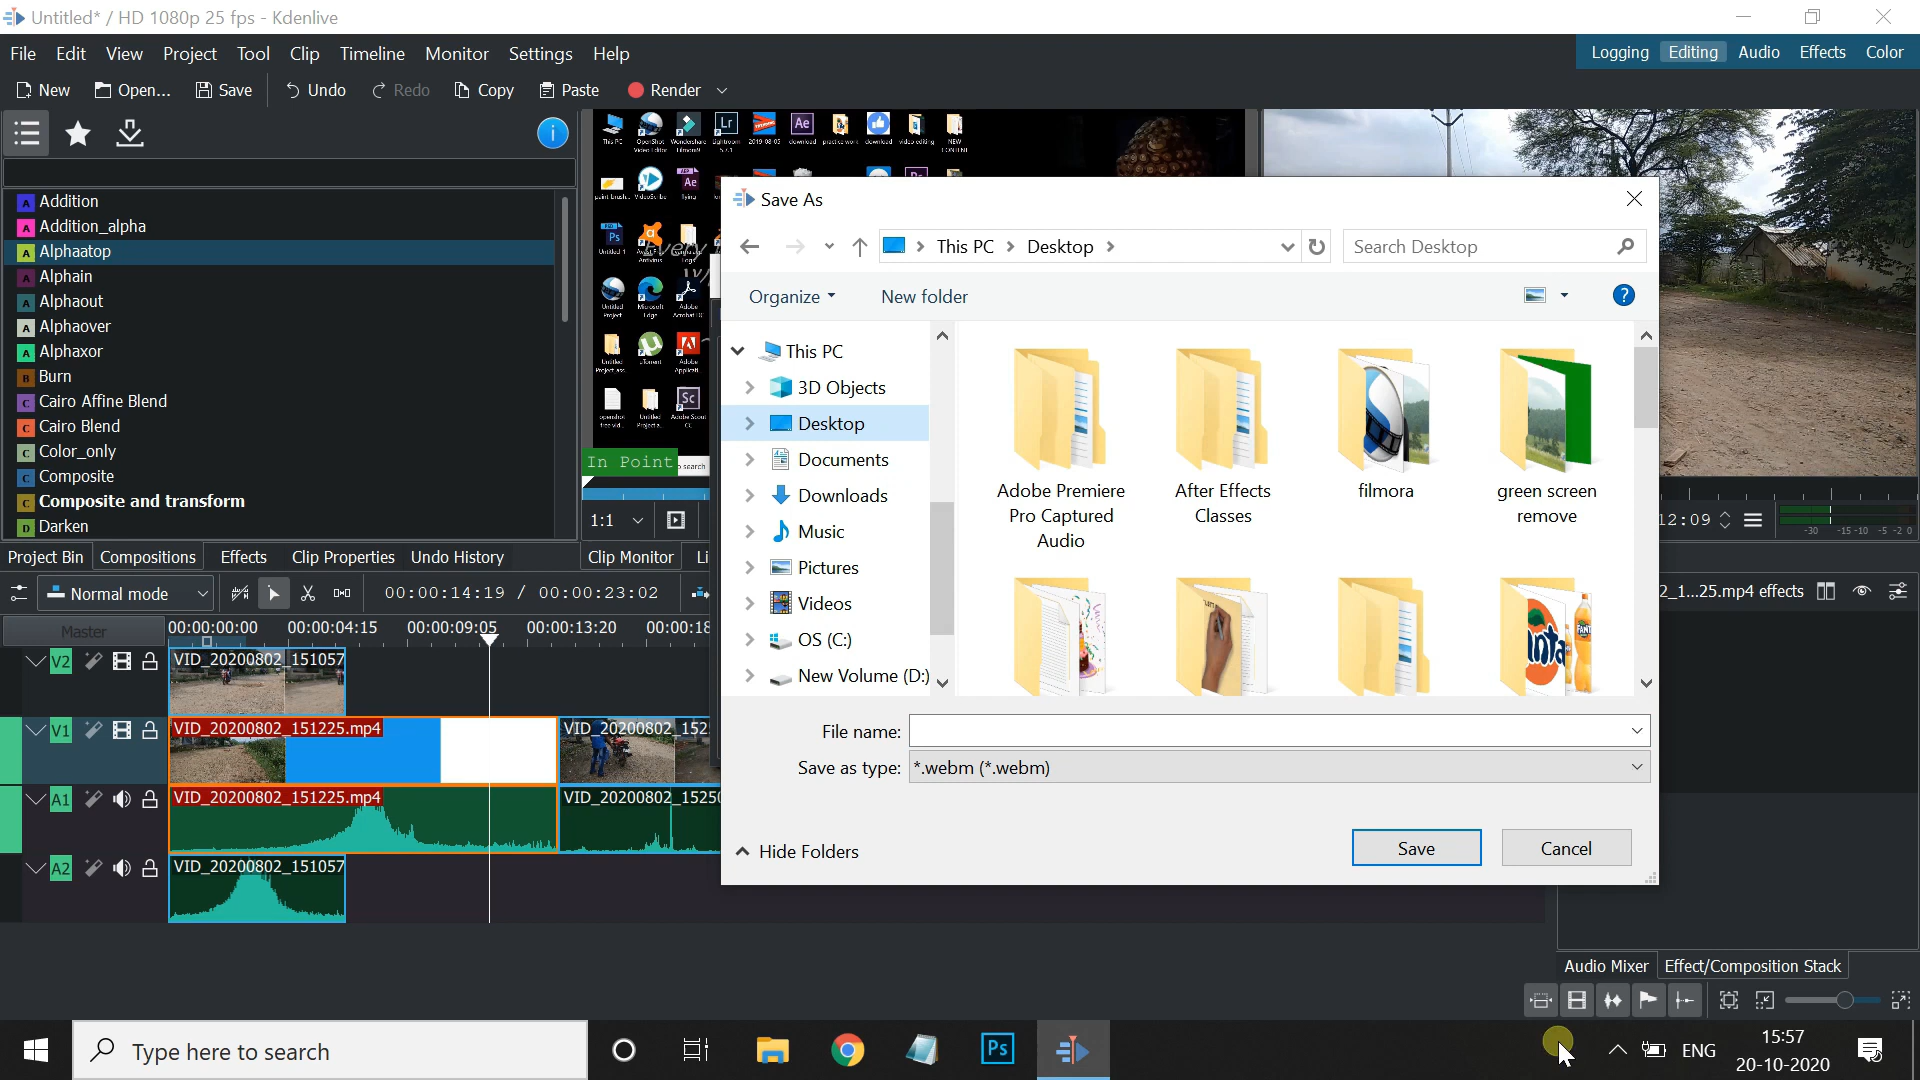 Untitled* / HD 1080p 25 fps - Kdenlive
File Edit View Project Tool Clip Timeline Monitor Settings Help
Logging Editing Audio Effects Color
New Open... Save Undo Redo Copy Paste Render
Addition
Addition_alpha
Alphaatop
Alphain
Alphaout
Alphaover
Alphaxor
Burn
Cairo Affine Blend
Cairo Blend
Color_only
Composite
Composite and transform
Darken
Project Bin Compositions Effects Clip Properties Undo History
In Point
1:1
Clip Monitor Li
Save As
This PC Desktop
Search Desktop
Organize New folder
This PC
3D Objects
Desktop
Documents
Downloads
Music
Pictures
Videos
OS (C:)
New Volume (D:)
Adobe Premiere
Pro Captured
Audio
After Effects
Classes
filmora
green screen
remove
File name:
Save as type: *.webm (*.webm)
Hide Folders
Save Cancel
12:09
-30 -15 -10 -5 -2 0
2_1...25.mp4 effects
Normal mode
00:00:14:19 / 00:00:23:02
Master
00:00:00:00 00:00:04:15 00:00:09:05 00:00:13:20 00:00:18
V2 VID_20200802_151057
V1 VID_20200802_151225.mp4 VID_20200802_152
A1 VID_20200802_151225.mp4 VID_20200802_1525
A2 VID_20200802_151057
Audio Mixer Effect/Composition Stack
Type here to search
Ps
ENG
15:57
20-10-2020